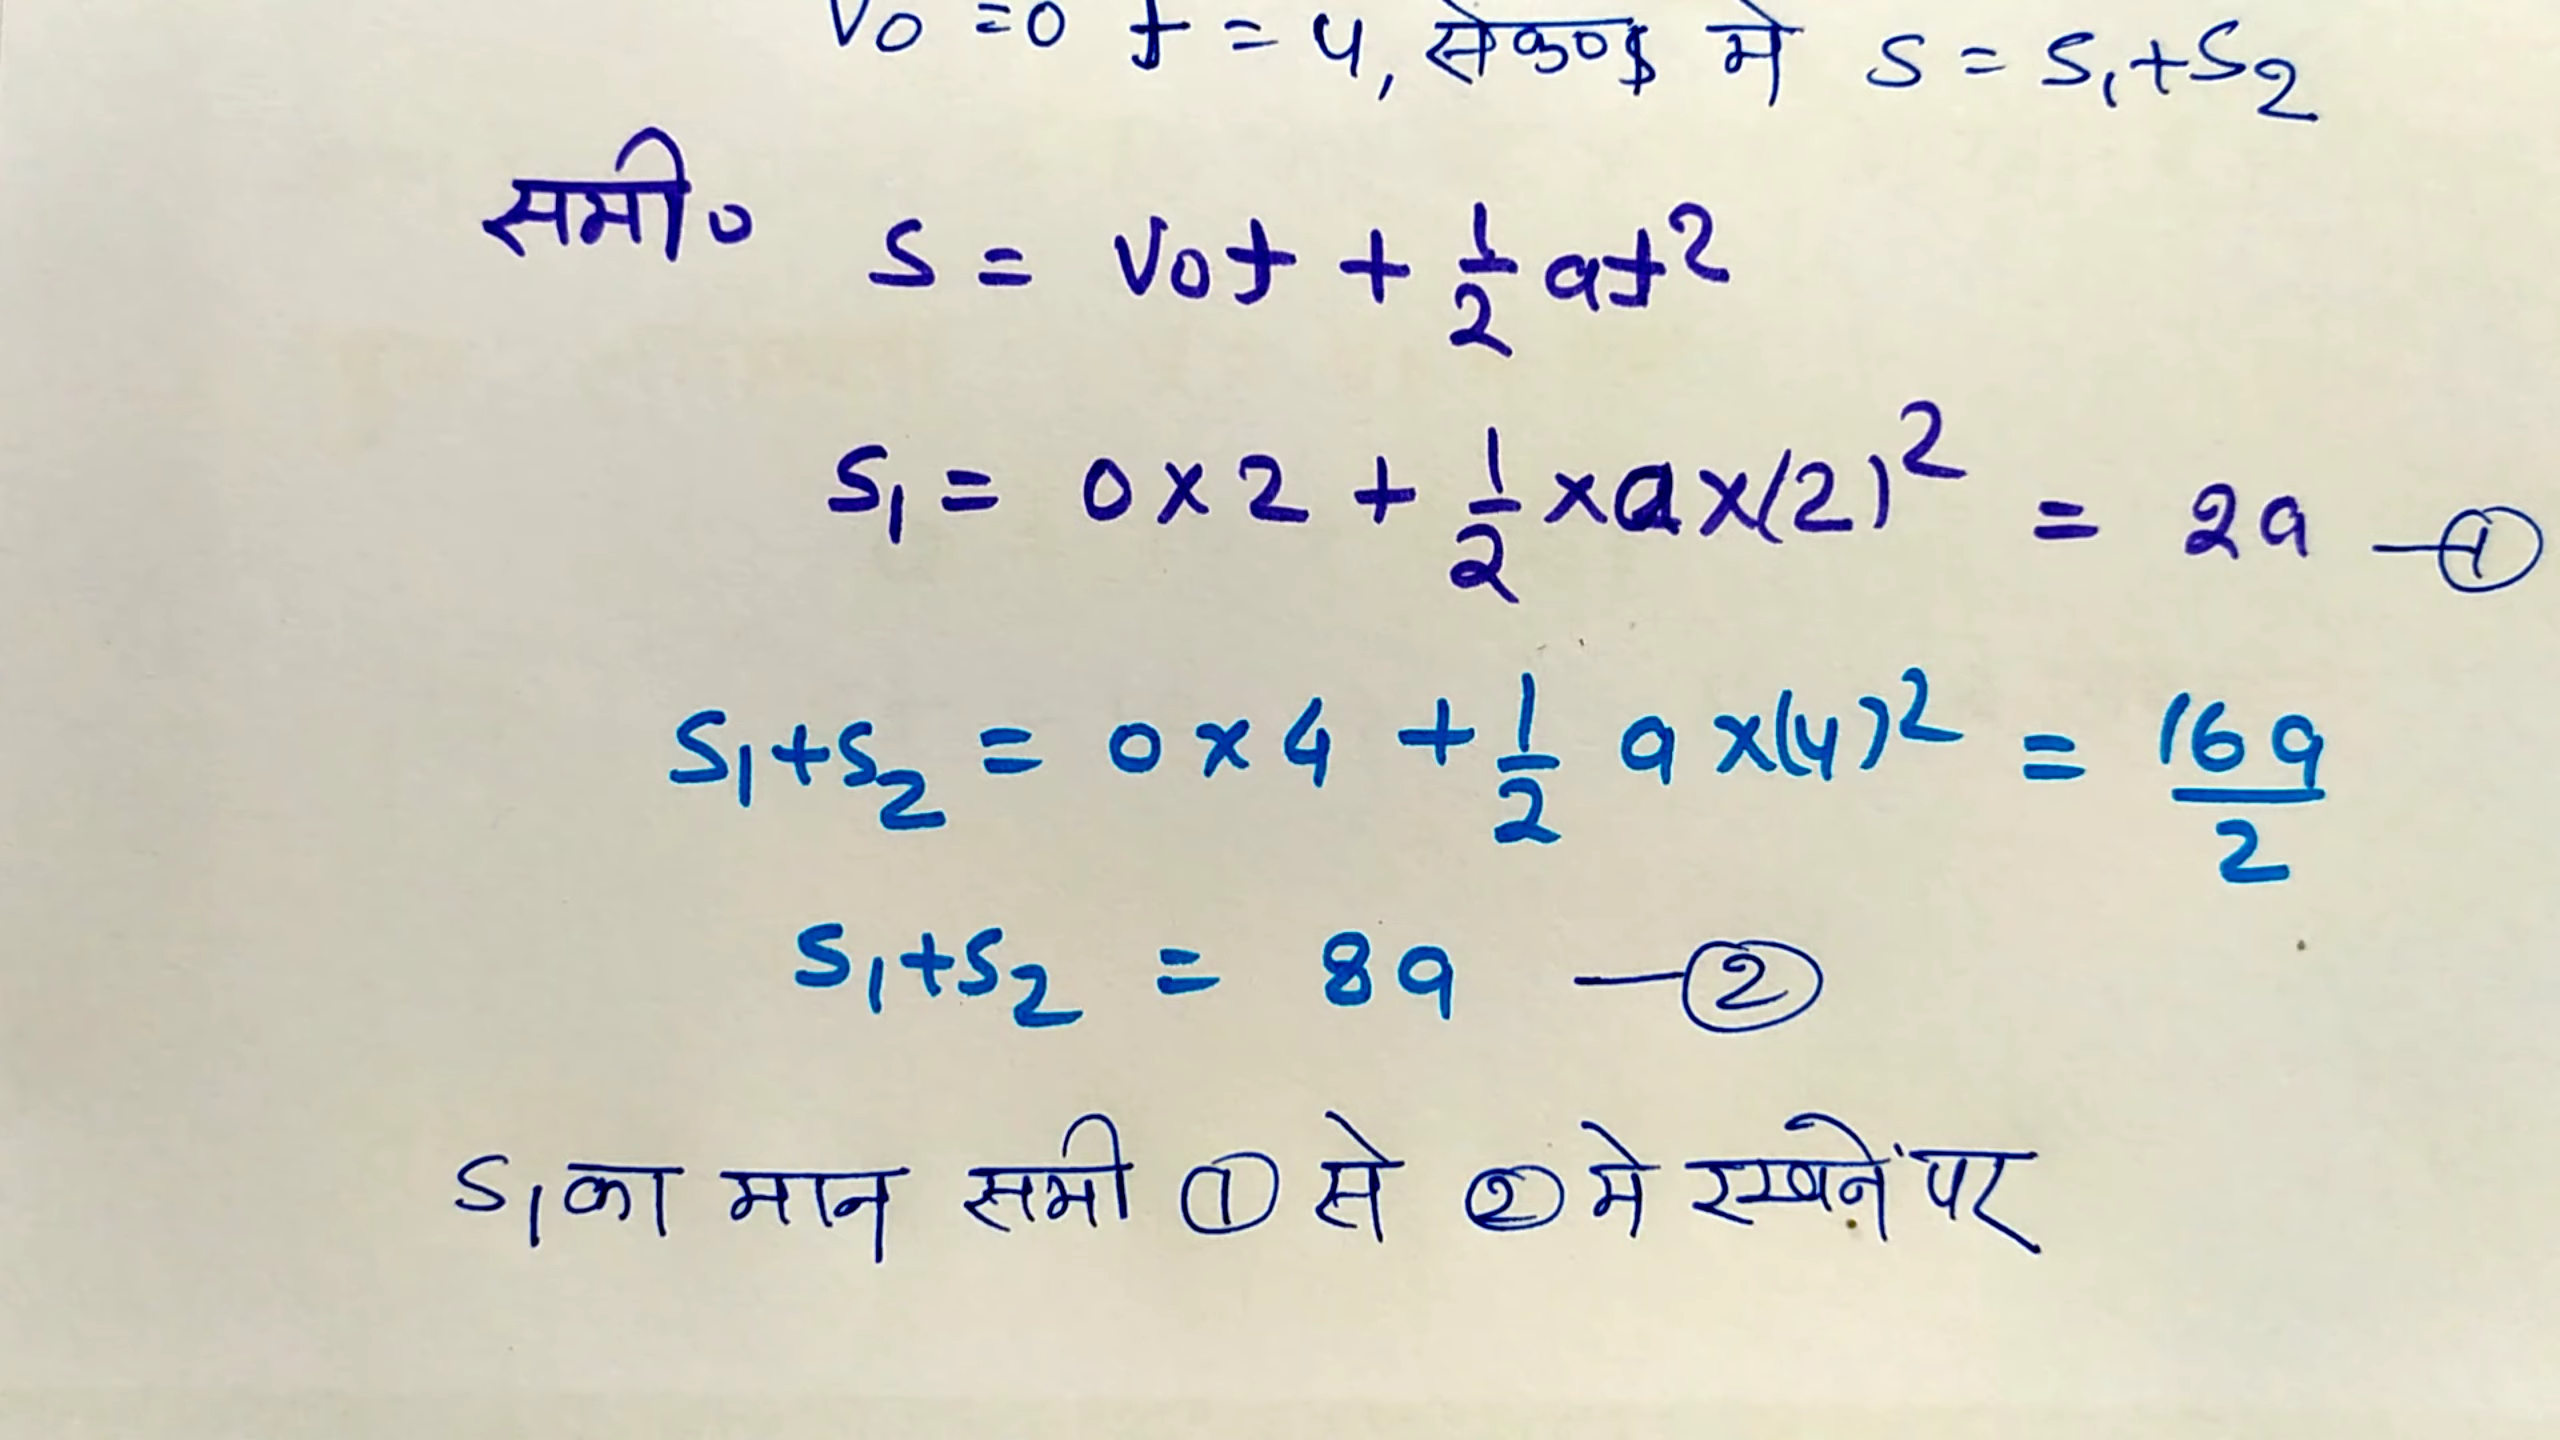 v₀ = 0 t = 4, सेकण्ड मे S = S₁+S₂
समी० S = v₀t + 1/2 at²
S₁ = 0×2 + 1/2 ×a×(2)² = 2a —①
S₁+S₂ = 0×4 + 1/2 a×(4)² = 16a/2
S₁+S₂ = 8a —②
S₁ का मान समी ① से ② मे रखनें पर